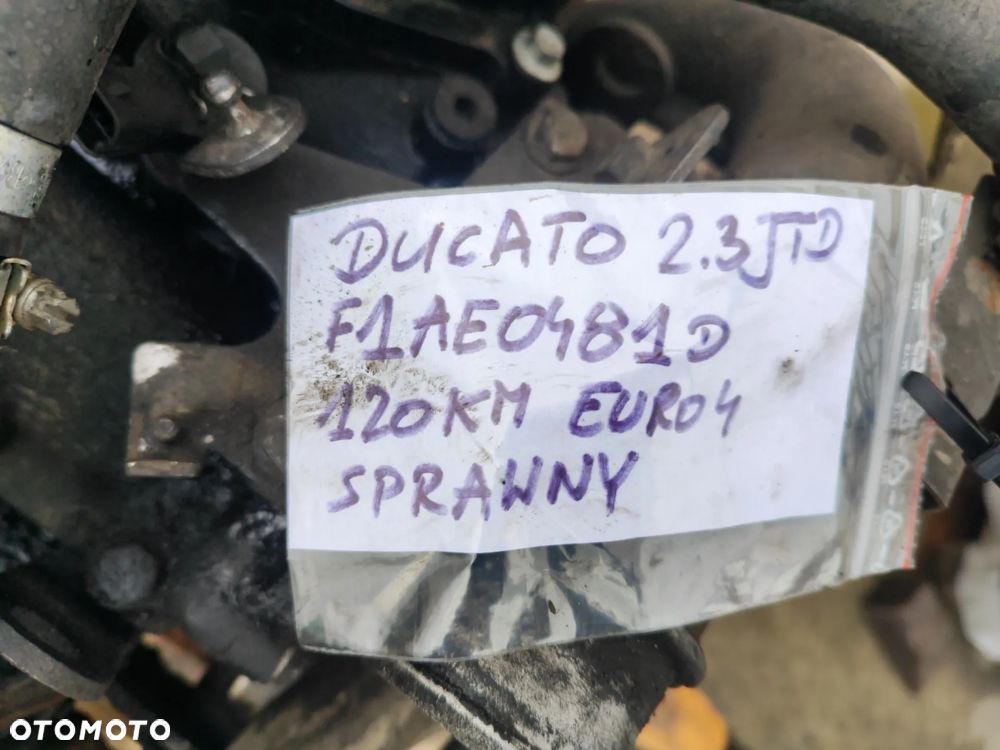 DUCATO 2.3JTD
F1AE0481D
120KM EURO4
SPRAWNY
OTOMOTO